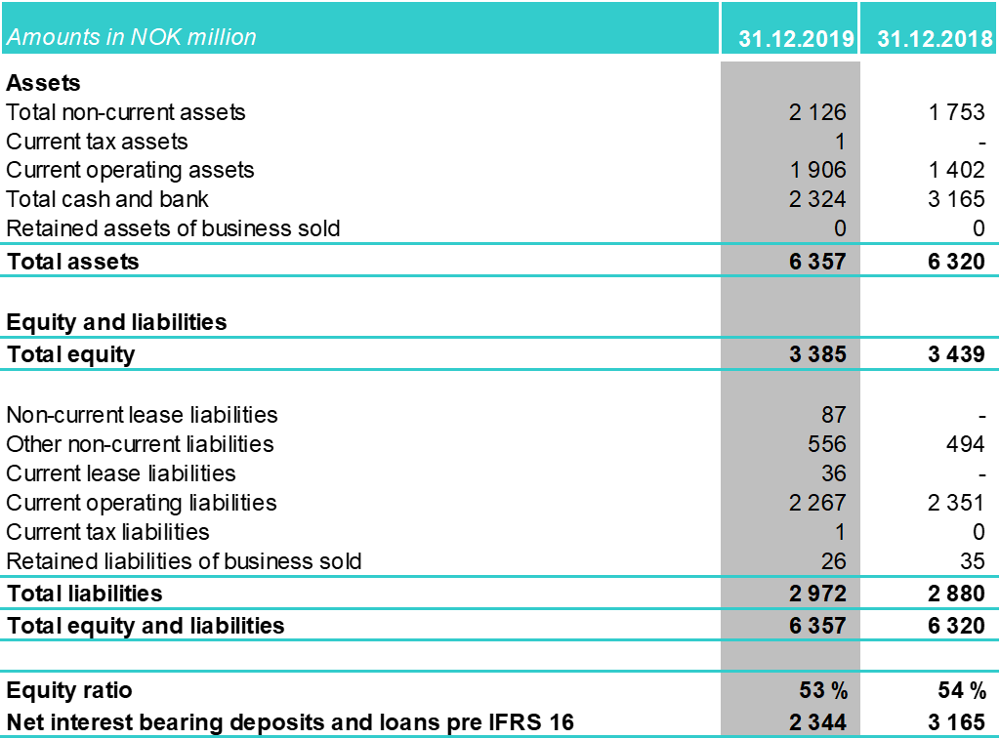 Amounts in NOK million 31.12.2019 31.12.2018
Assets
Total non-current assets 2 126 1 753
Current tax assets 1 -
Current operating assets 1 906 1 402
Total cash and bank 2 324 3 165
Retained assets of business sold 0 0
Total assets 6 357 6 320
Equity and liabilities
Total equity 3 385 3 439
Non-current lease liabilities 87 -
Other non-current liabilities 556 494
Current lease liabilities 36 -
Current operating liabilities 2 267 2 351
Current tax liabilities 1 0
Retained liabilities of business sold 26 35
Total liabilities 2 972 2 880
Total equity and liabilities 6 357 6 320
Equity ratio 53 % 54 %
Net interest bearing deposits and loans pre IFRS 16 2 344 3 165